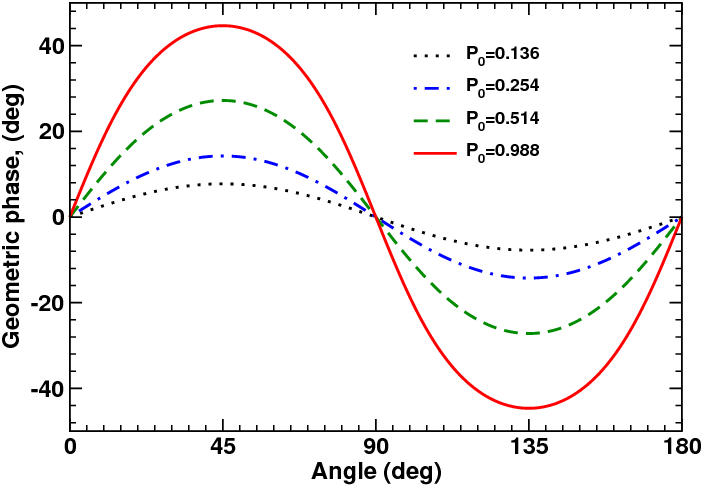 Geometric phase, (deg)
40
20
0
-20
-40
P0=0.136
P0=0.254
P0=0.514
P0=0.988
0 45 90 135 180
Angle (deg)